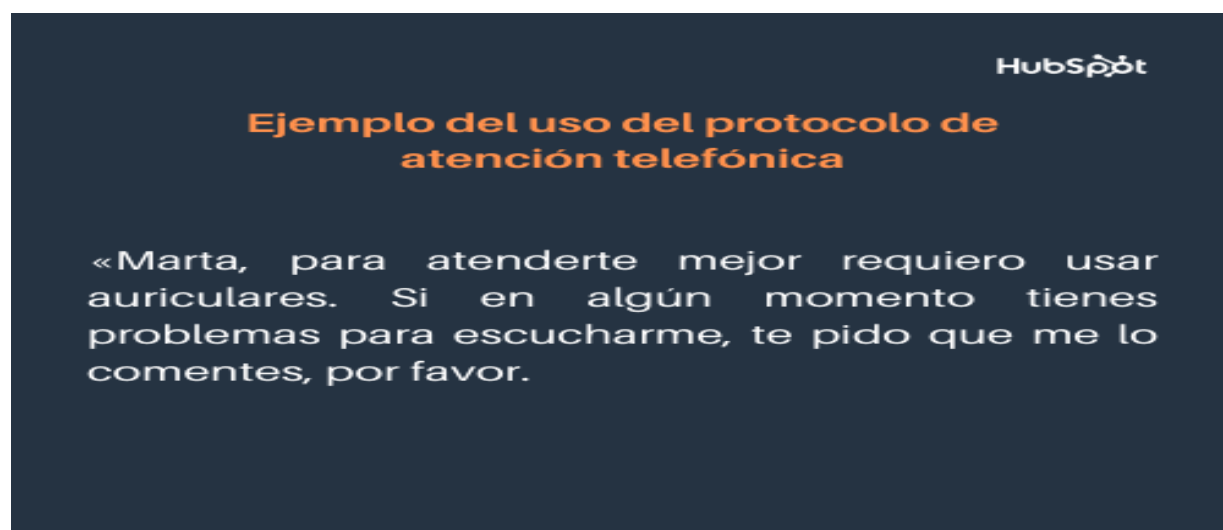 HubSpot
Ejemplo del uso del protocolo de
atención telefónica
«Marta, para atenderte mejor requiero usar
auriculares. Si en algún momento tienes
problemas para escucharme, te pido que me lo
comentes, por favor.